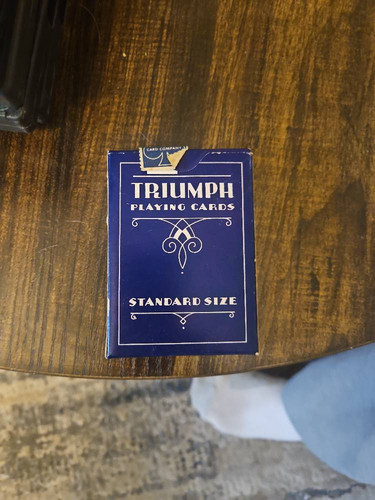 CARD COMPANY
TRIUMPH
PLAYING CARDS
STANDARD SIZE